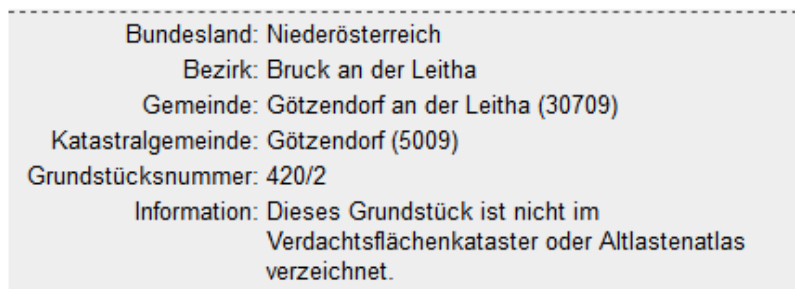 Bundesland: Niederösterreich
Bezirk: Bruck an der Leitha
Gemeinde: Götzendorf an der Leitha (30709)
Katastralgemeinde: Götzendorf (5009)
Grundstücksnummer: 420/2
Information: Dieses Grundstück ist nicht im
Verdachtsflächenkataster oder Altlastenatlas
verzeichnet.